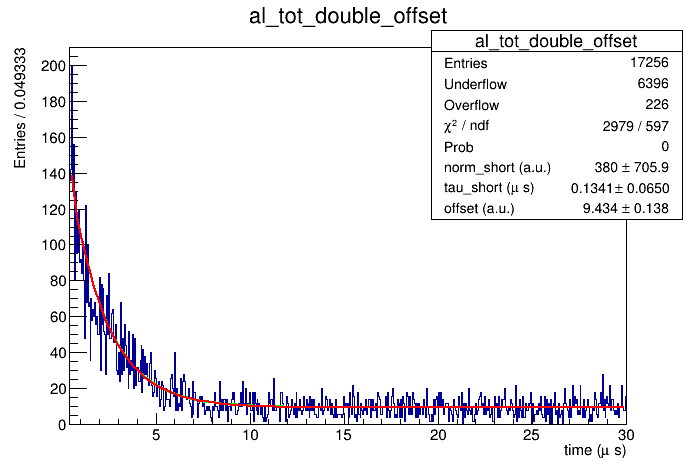 al_tot_double_offset
al_tot_double_offset
Entries 17256
Underflow 6396
Overflow 226
χ² / ndf 2979 / 597
Prob 0
norm_short (a.u.) 380 ± 705.9
tau_short (μ s) 0.1341 ± 0.0650
offset (a.u.) 9.434 ± 0.138
Entries / 0.049333
200
180
160
140
120
100
80
60
40
20
0
5 10 15 20 25 30
time (μ s)